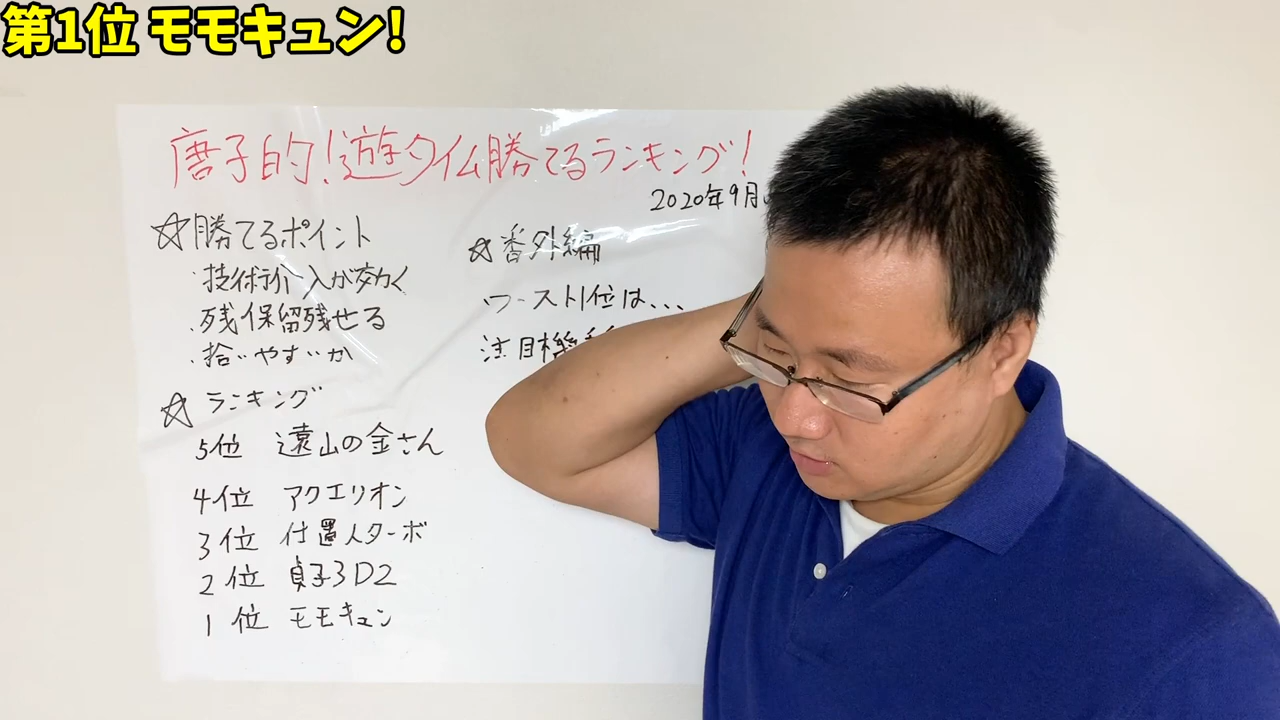 第1位 モモキュン!
磨子的!遊タイム勝てるランキング!
2020年9月
☆勝てるポイント
・技術介入が効く
・残保留残せる
・拾いやすいか
☆ランキング
5位 遠山の金さん
4位 アクエリオン
3位 仕置人ターボ
2位 貞子3D2
1位 モモキュン
☆番外編
ワースト1位は...
注目機種